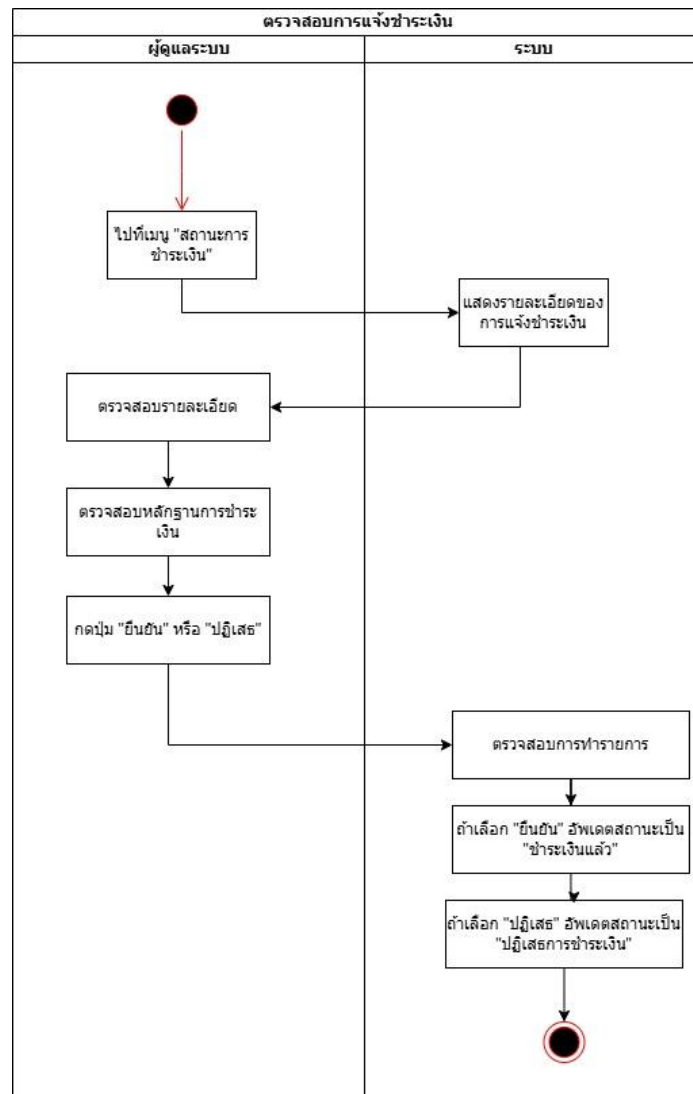 ตรวจสอบการแจ้งชำระเงิน
ผู้ดูแลระบบ
ระบบ
ไปที่เมนู "สถานะการ
ชำระเงิน"
แสดงรายละเอียดของ
การแจ้งชำระเงิน
ตรวจสอบรายละเอียด
ตรวจสอบหลักฐานการชำระ
เงิน
กดปุ่ม "ยืนยัน" หรือ "ปฏิเสธ"
ตรวจสอบการทำรายการ
ถ้าเลือก "ยืนยัน" อัพเดตสถานะเป็น
"ชำระเงินแล้ว"
ถ้าเลือก "ปฏิเสธ" อัพเดตสถานะเป็น
"ปฏิเสธการชำระเงิน"